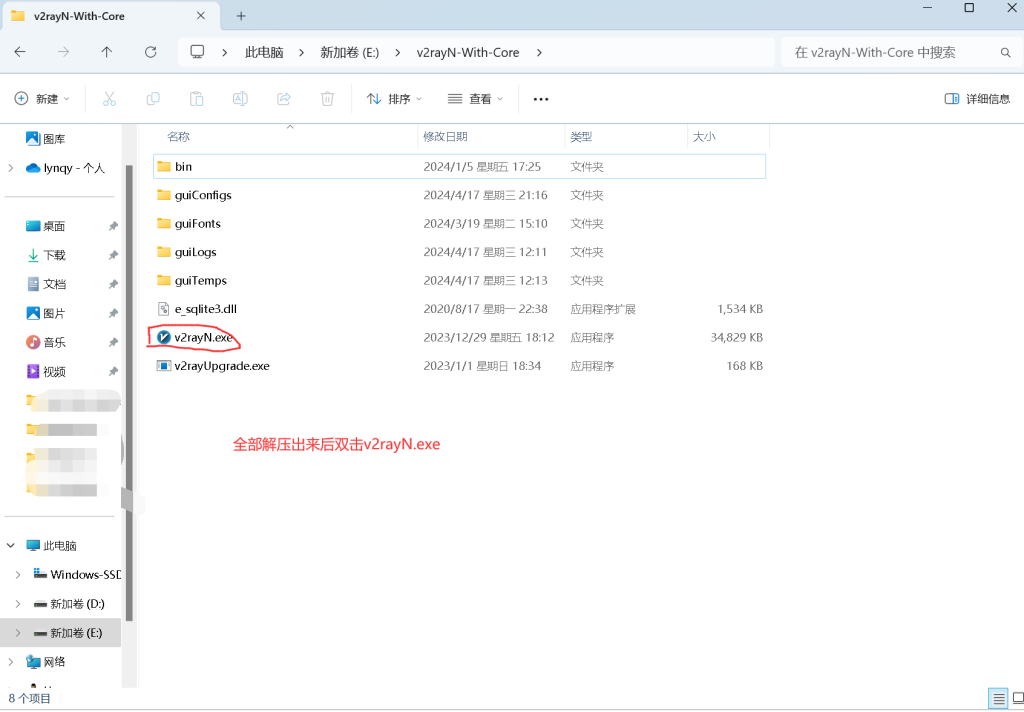 v2rayN-With-Core
此电脑 新加卷 (E:) v2rayN-With-Core
在 v2rayN-With-Core 中搜索
新建 排序 查看 详细信息
名称 修改日期 类型 大小
图库
lynqy - 个人
桌面
下载
文档
图片
音乐
视频
此电脑
Windows-SSD
新加卷 (D:)
新加卷 (E:)
网络
bin 2024/1/5 星期五 17:25 文件夹
guiConfigs 2024/4/17 星期三 21:16 文件夹
guiFonts 2024/3/19 星期二 15:10 文件夹
guiLogs 2024/4/17 星期三 12:11 文件夹
guiTemps 2024/4/17 星期三 12:13 文件夹
e_sqlite3.dll 2020/8/17 星期一 22:38 应用程序扩展 1,534 KB
v2rayN.exe 2023/12/29 星期五 18:12 应用程序 34,829 KB
v2rayUpgrade.exe 2023/1/1 星期日 18:34 应用程序 168 KB
全部解压出来后双击v2rayN.exe
8 个项目